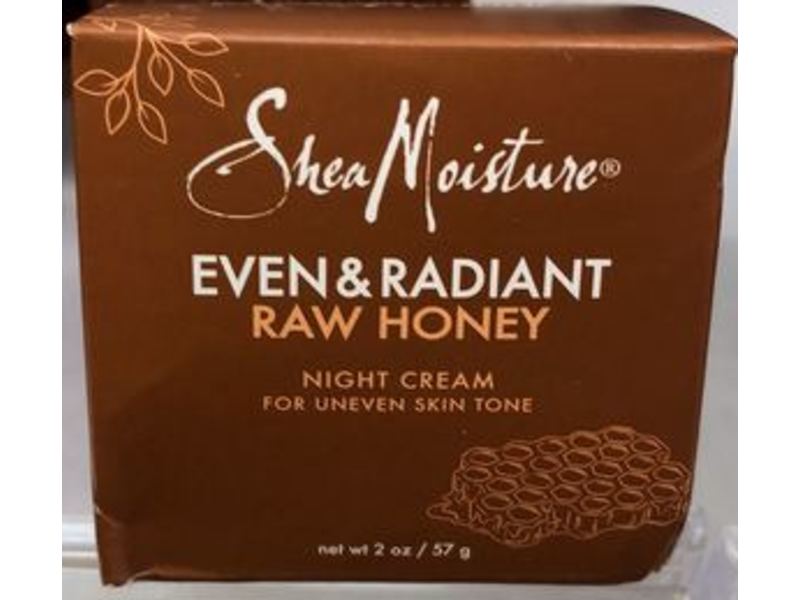 SheaMoisture®
EVEN & RADIANT
RAW HONEY
NIGHT CREAM
FOR UNEVEN SKIN TONE
net wt 2 oz / 57 g